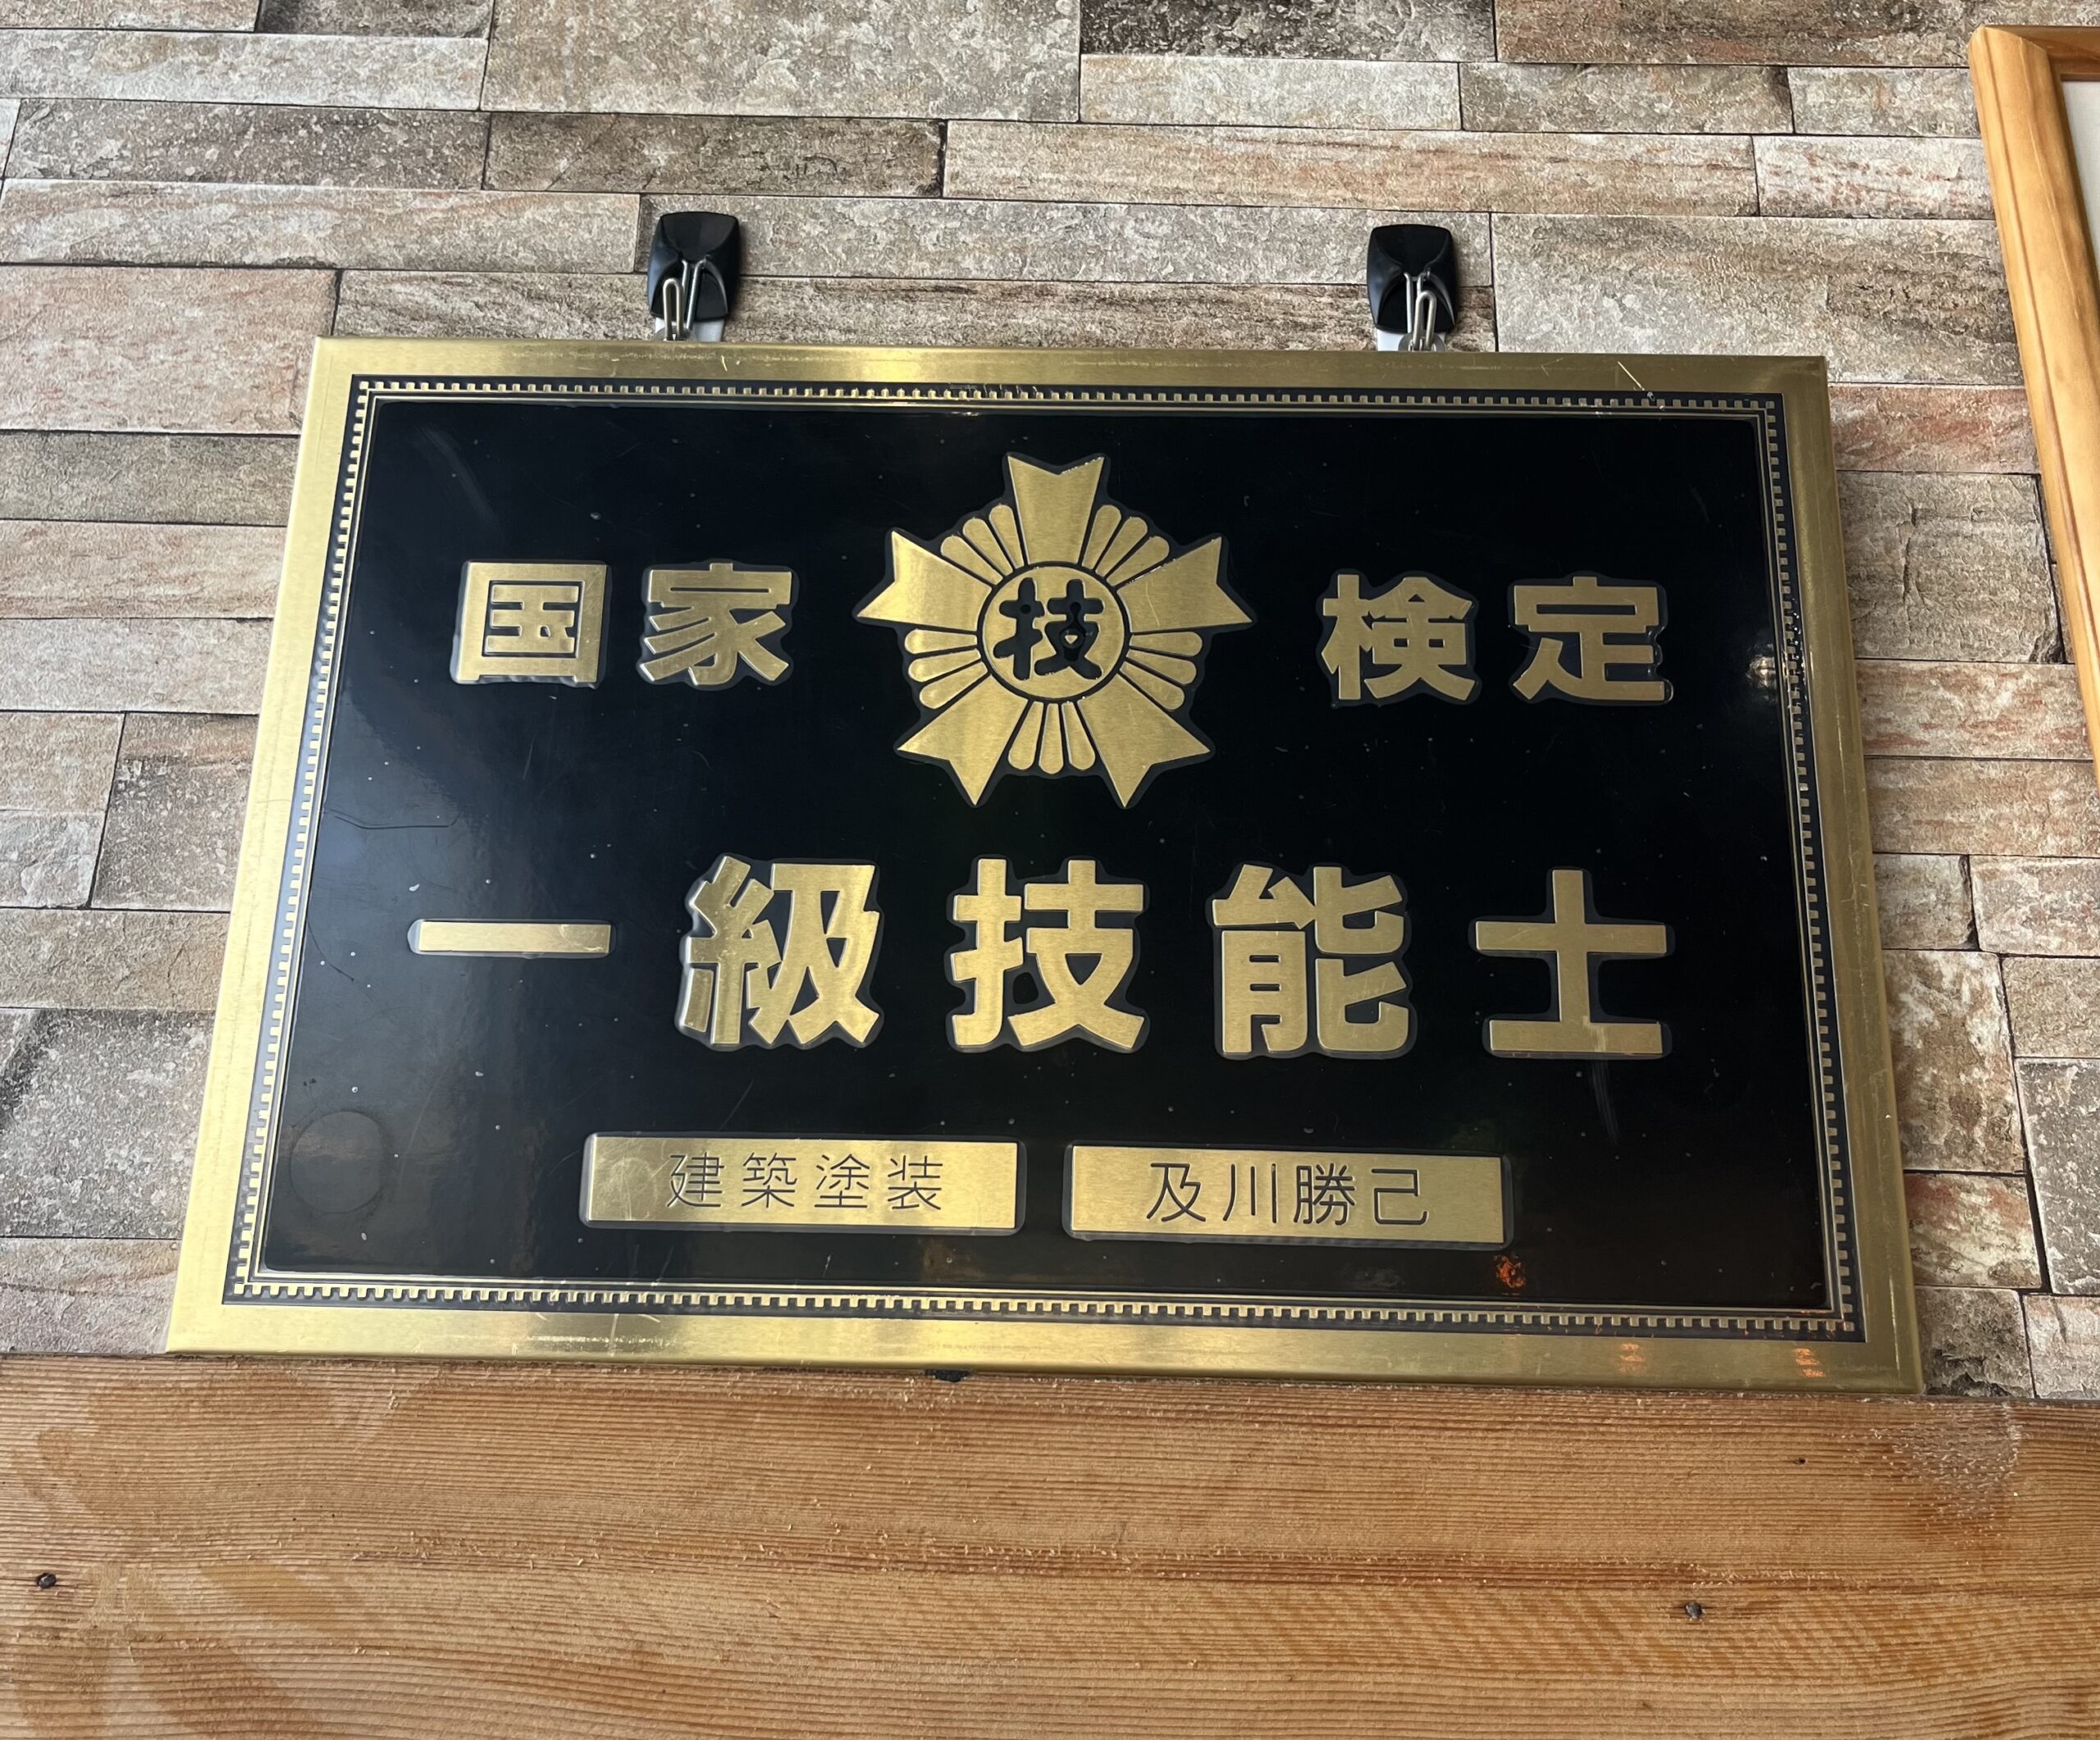 国家 技 検定
一級技能士
建築塗装 及川勝己